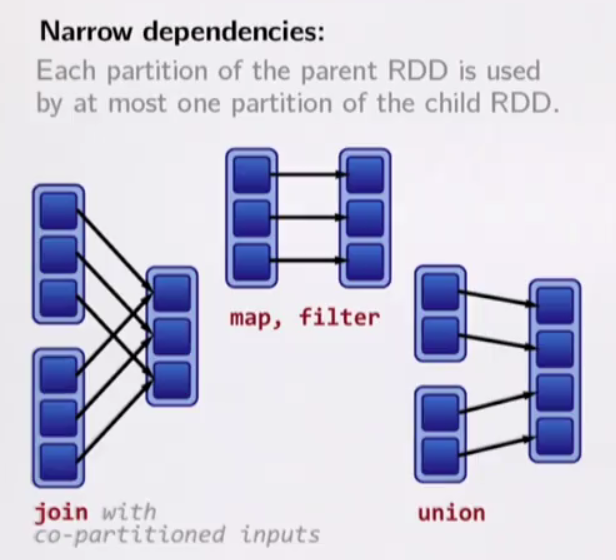 Narrow dependencies:
Each partition of the parent RDD is used
by at most one partition of the child RDD.
map, filter
join with
co-partitioned inputs
union